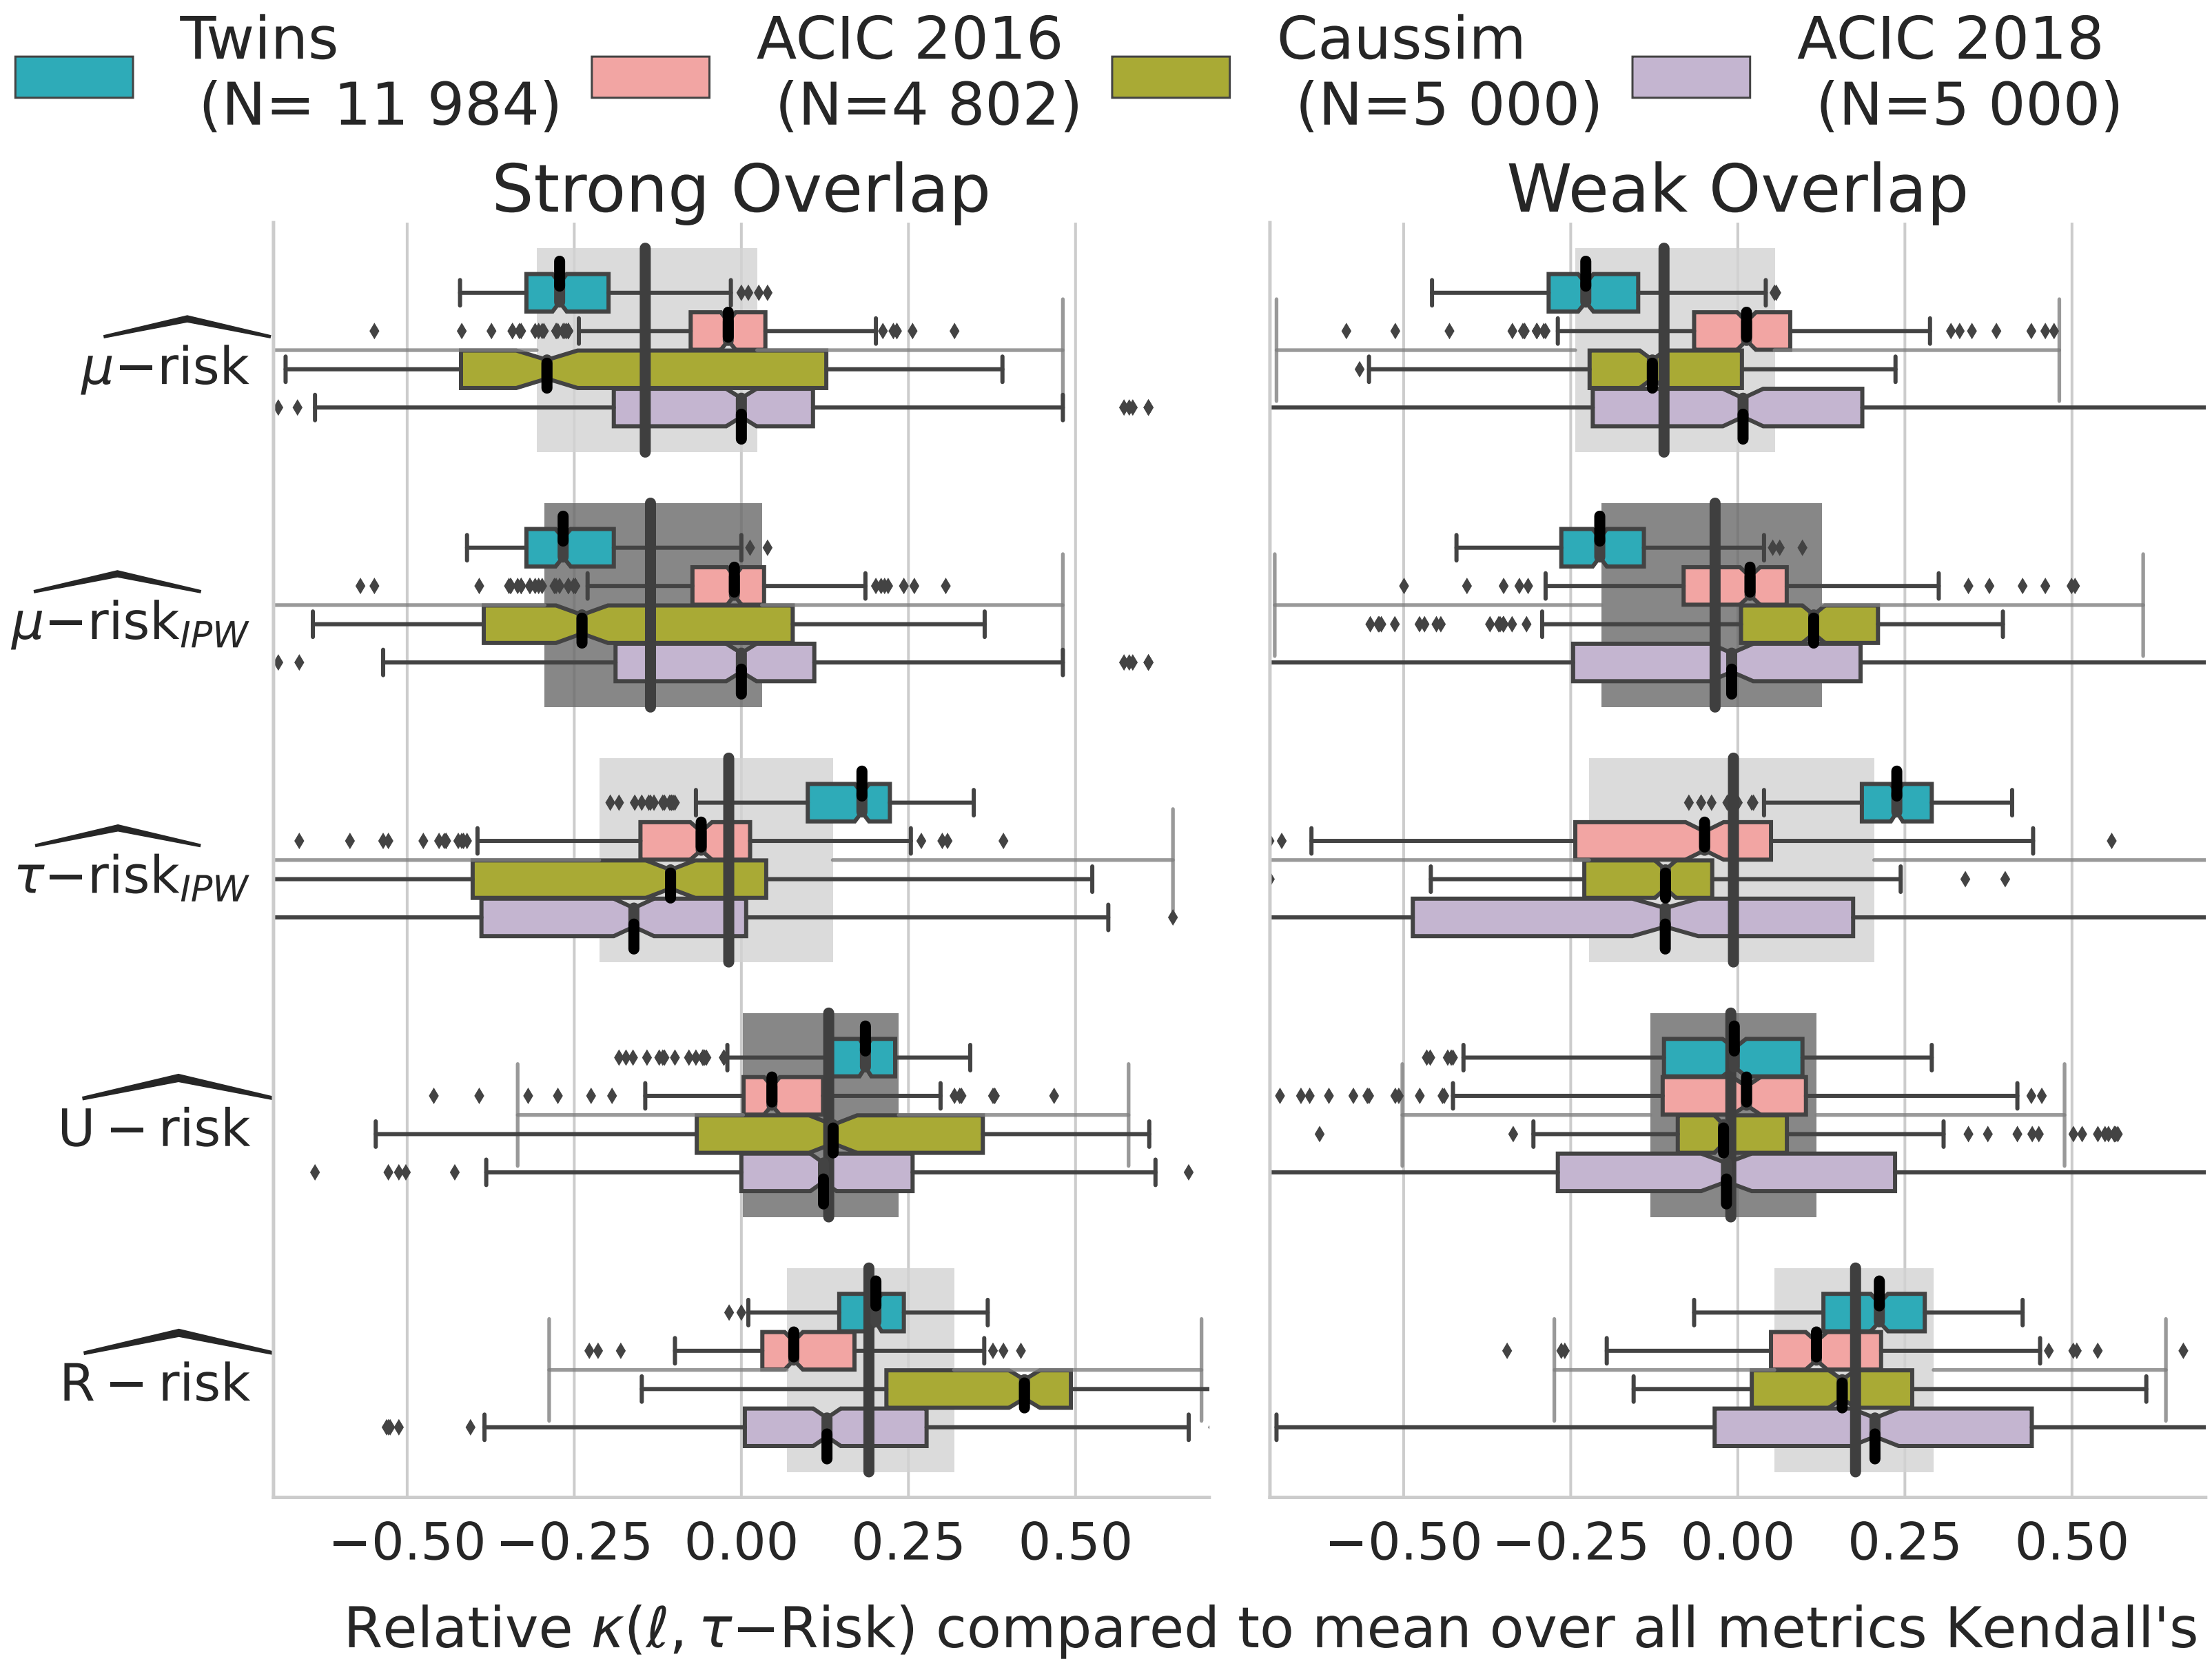 Twins ACIC 2016 Caussim ACIC 2018
(N= 11 984) (N=4 802) (N=5 000) (N=5 000)
Strong Overlap Weak Overlap
μ−risk
μ−risk_IPW
τ−risk_IPW
U − risk
R − risk
−0.50 −0.25 0.00 0.25 0.50 −0.50 −0.25 0.00 0.25 0.50
Relative κ(ℓ, τ−Risk) compared to mean over all metrics Kendall's